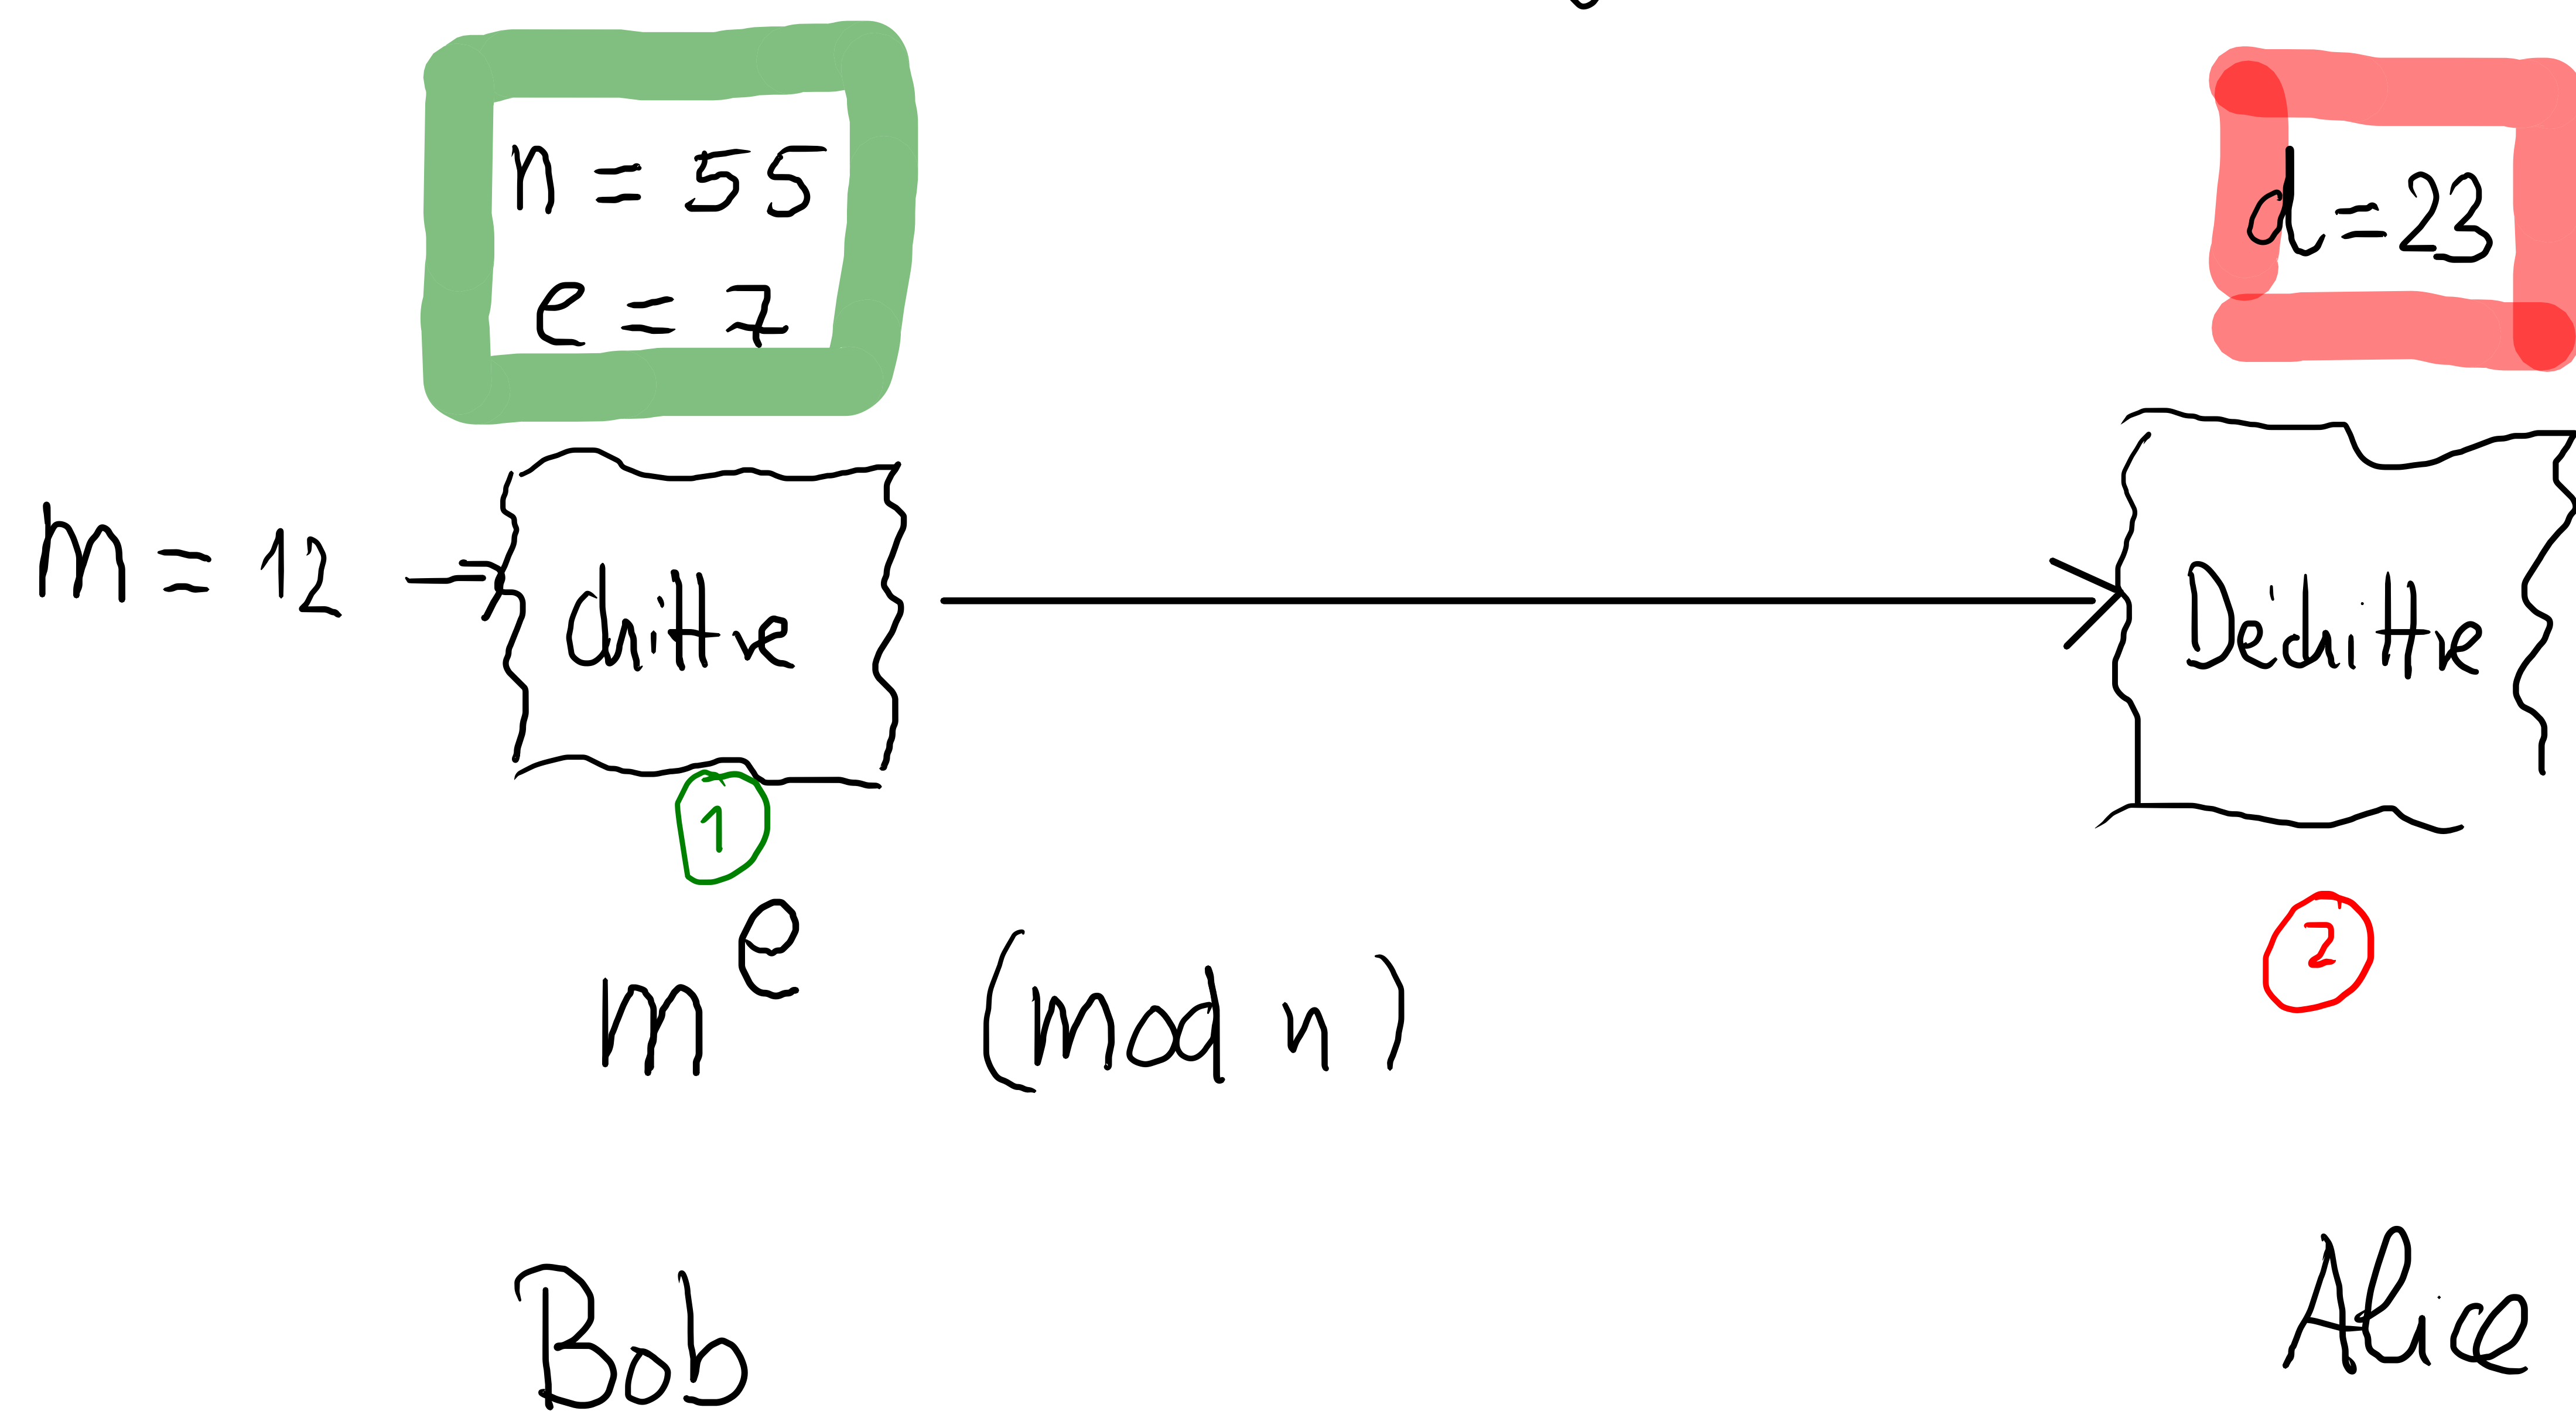 n = 55
e = 7
d = 23
m = 12
chiffre
Déchiffre
1
2
m^e (mod n)
Bob
Alice